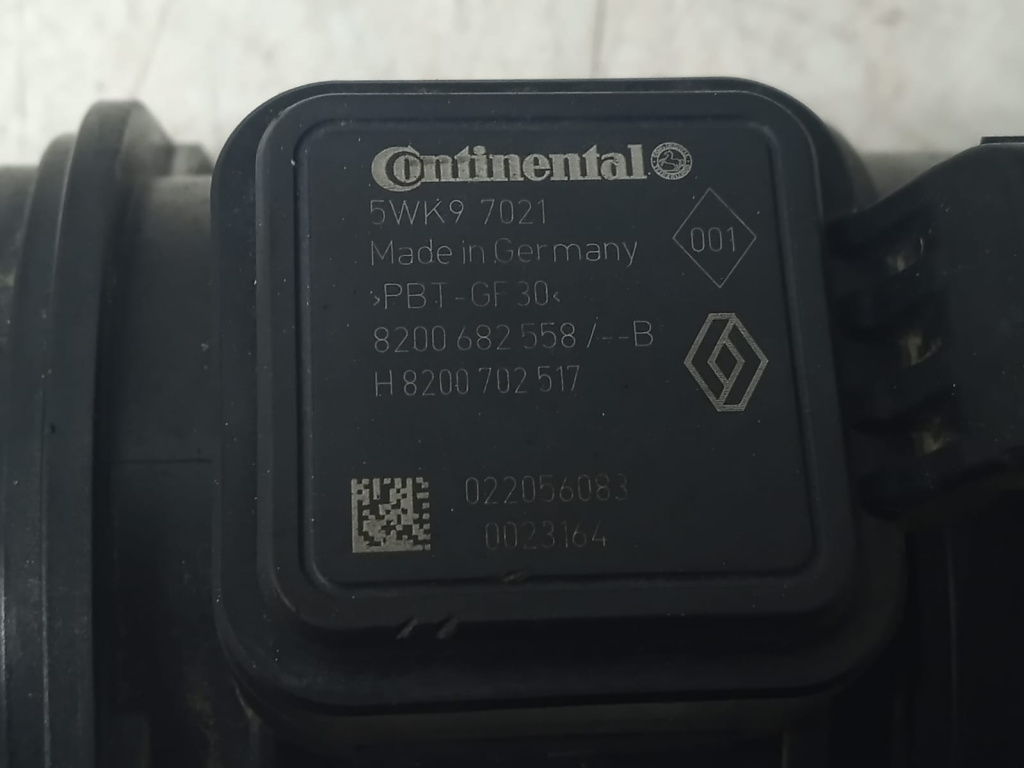 Continental
5WK9 7021
Made in Germany
001
>PBT-GF30<
8200 682 558 /--B
H 8200 702 517
022056083
0023164